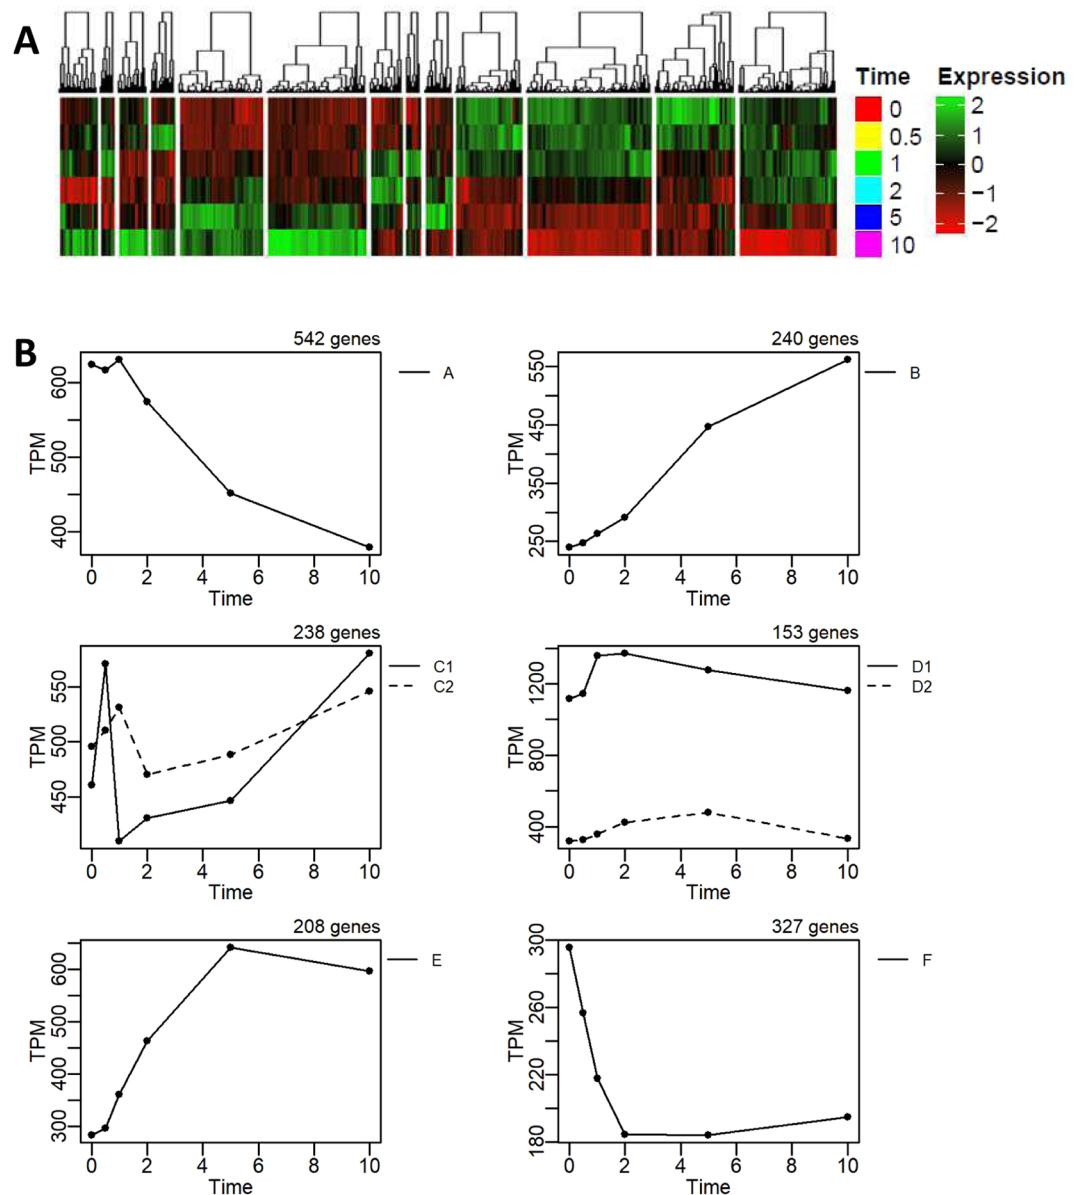 A
Time Expression
0 2
0.5 1
1 0
2 −1
5 −2
10
B
542 genes 240 genes
A B
TPM TPM
400 500 600
250 350 450 550
0 2 4 6 8 10 0 2 4 6 8 10
Time Time
238 genes 153 genes
C1 D1
C2 D2
TPM TPM
450 500 550
400 800 1200
0 2 4 6 8 10 0 2 4 6 8 10
Time Time
208 genes 327 genes
E F
TPM TPM
300 400 500 600
180 220 260 300
0 2 4 6 8 10 0 2 4 6 8 10
Time Time